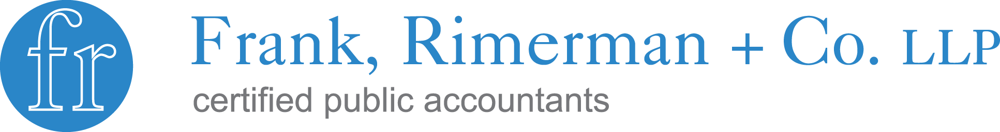 fr
Frank, Rimerman + Co. LLP
certified public accountants